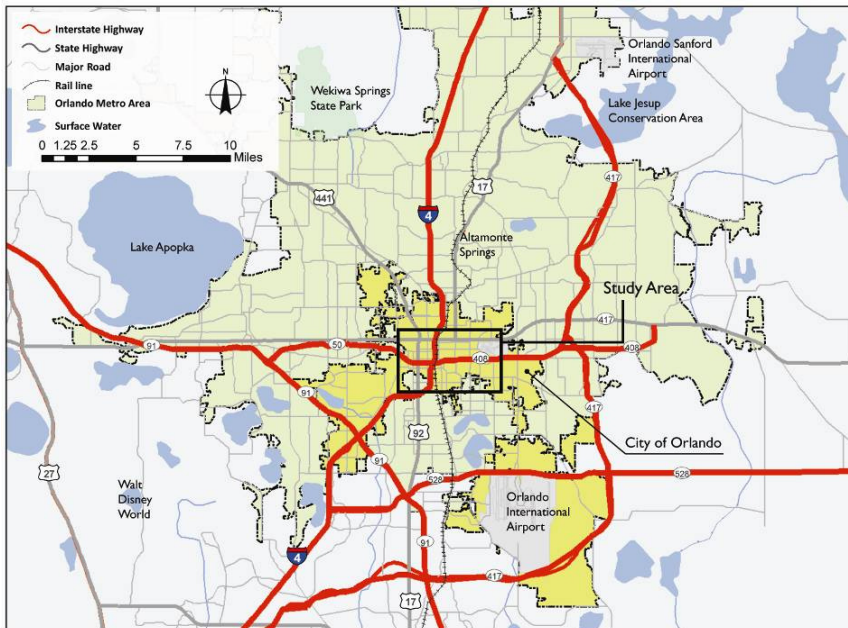 Interstate Highway
State Highway
Major Road
Rail line
Orlando Metro Area
Surface Water
N
0 1.25 2.5 5 7.5 10
Miles
Wekiwa Springs
State Park
Orlando Sanford
International
Airport
Lake Jesup
Conservation Area
417
17
441
4
Altamonte
Springs
Lake Apopka
Study Area
417
91
50
408
408
91
417
City of Orlando
92
91
27
528
528
Walt
Disney
World
Orlando
International
Airport
91
4
417
17